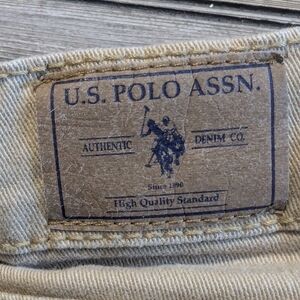 U.S. POLO ASSN.
AUTHENTIC DENIM CO.
Since 1890
High Quality Standard